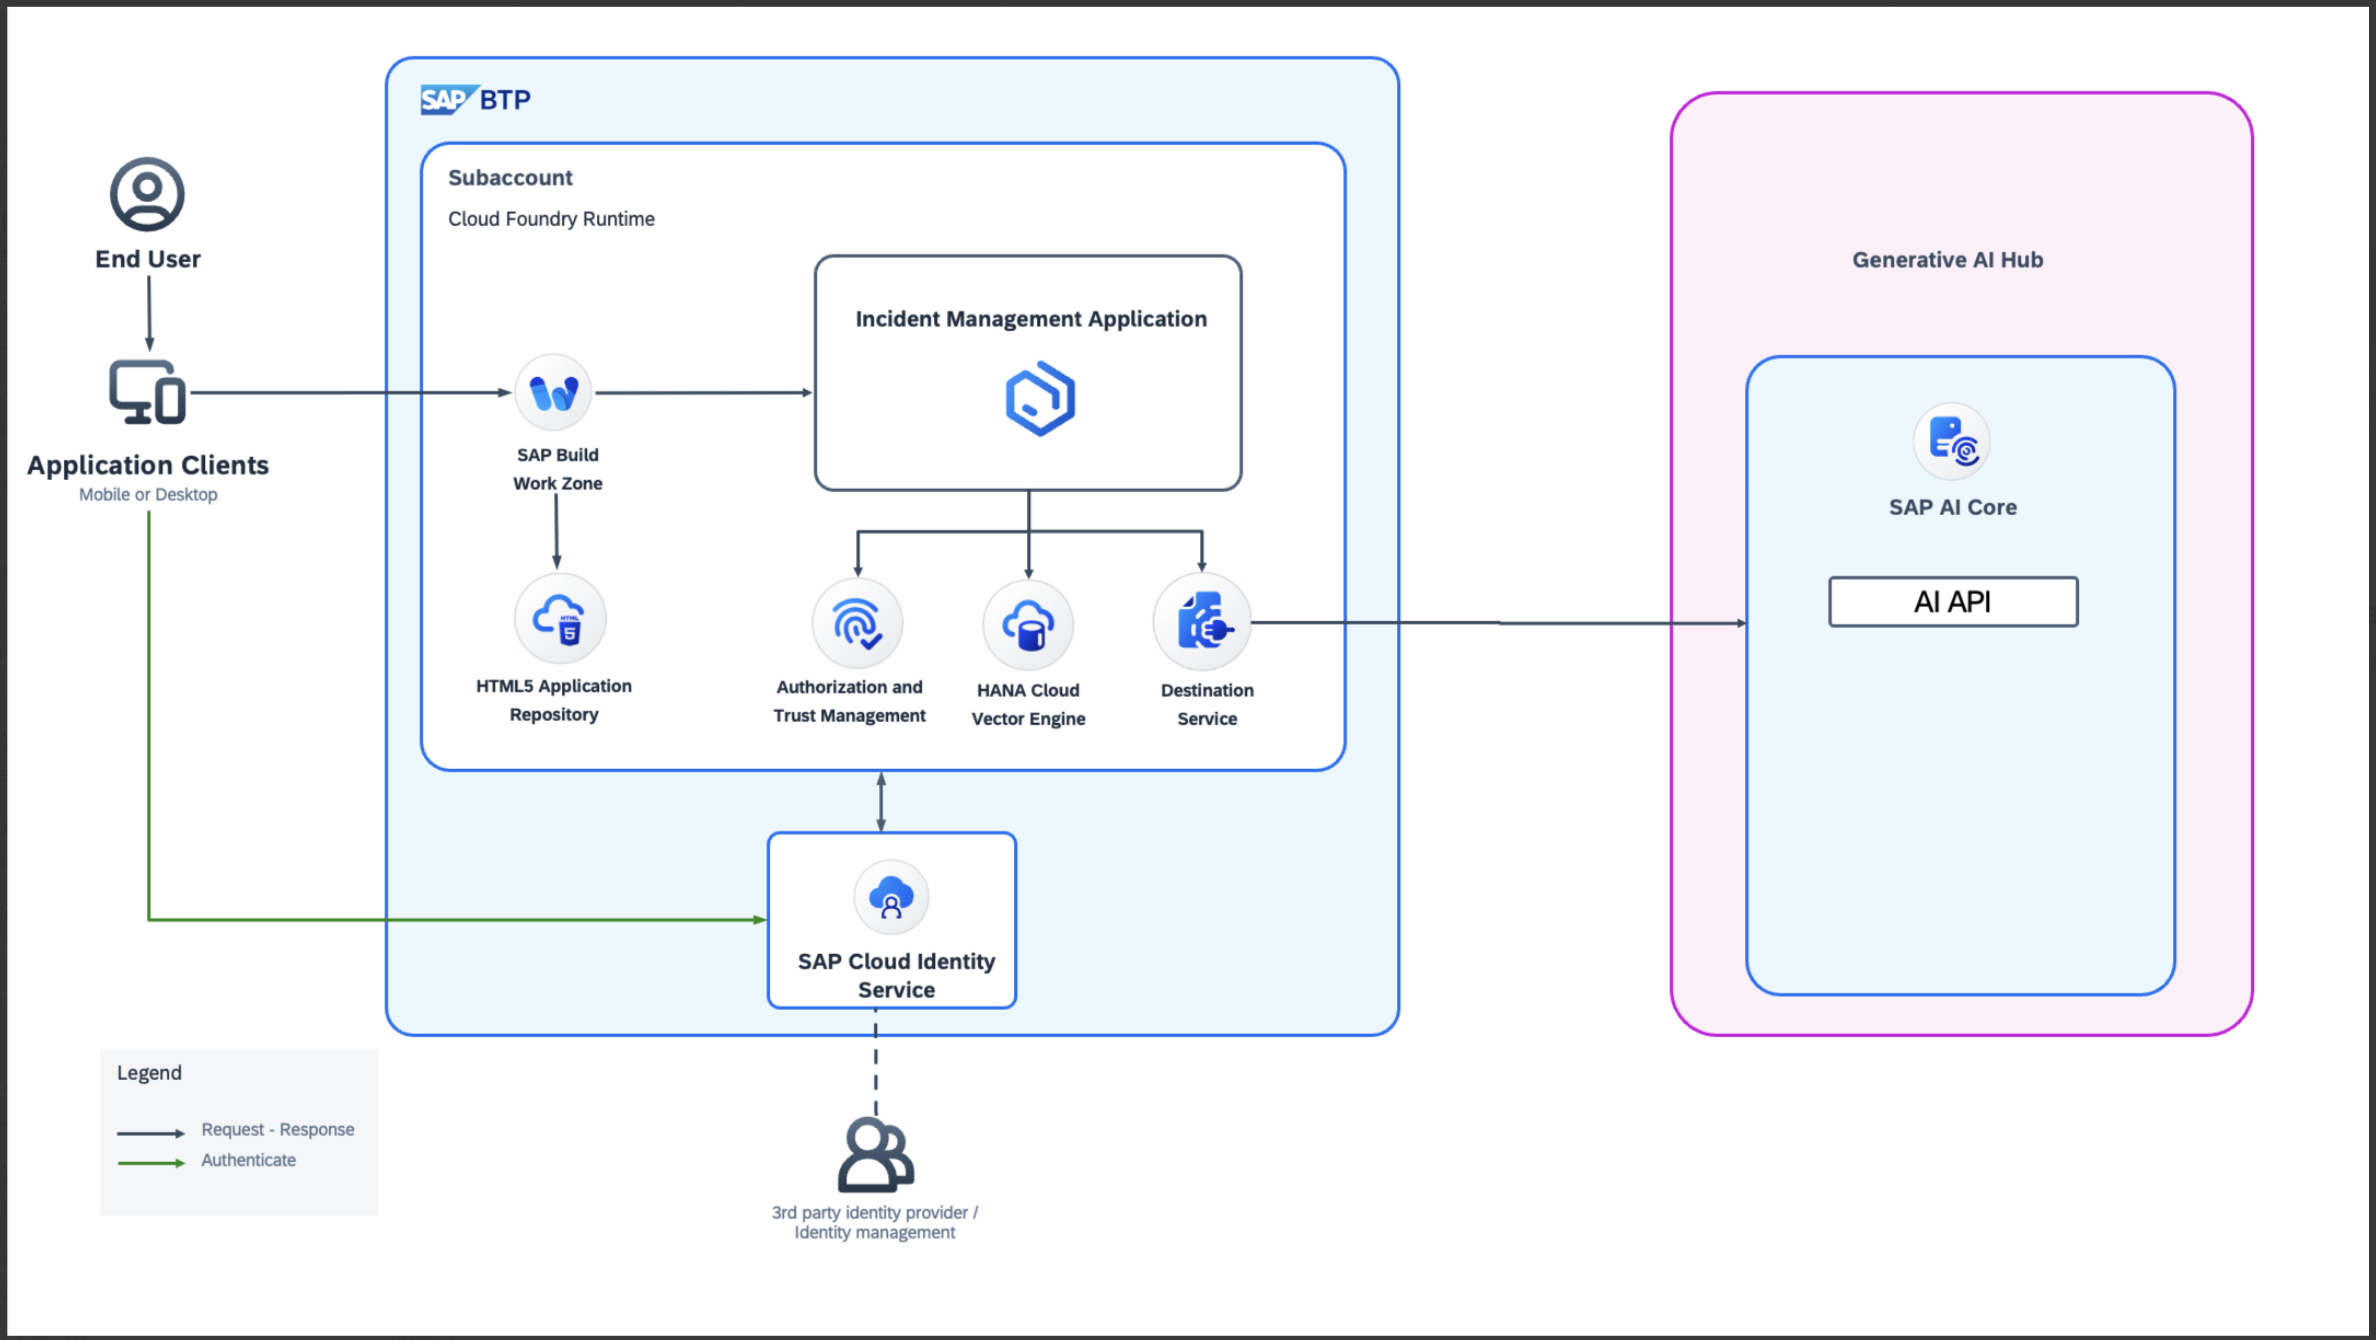 SAP BTP
Subaccount
Cloud Foundry Runtime
End User
Application Clients
Mobile or Desktop
SAP Build
Work Zone
Incident Management Application
HTML
5
HTML5 Application
Repository
Authorization and
Trust Management
HANA Cloud
Vector Engine
Destination
Service
SAP Cloud Identity
Service
3rd party identity provider /
Identity management
Generative AI Hub
SAP AI Core
AI API
Legend
Request - Response
Authenticate